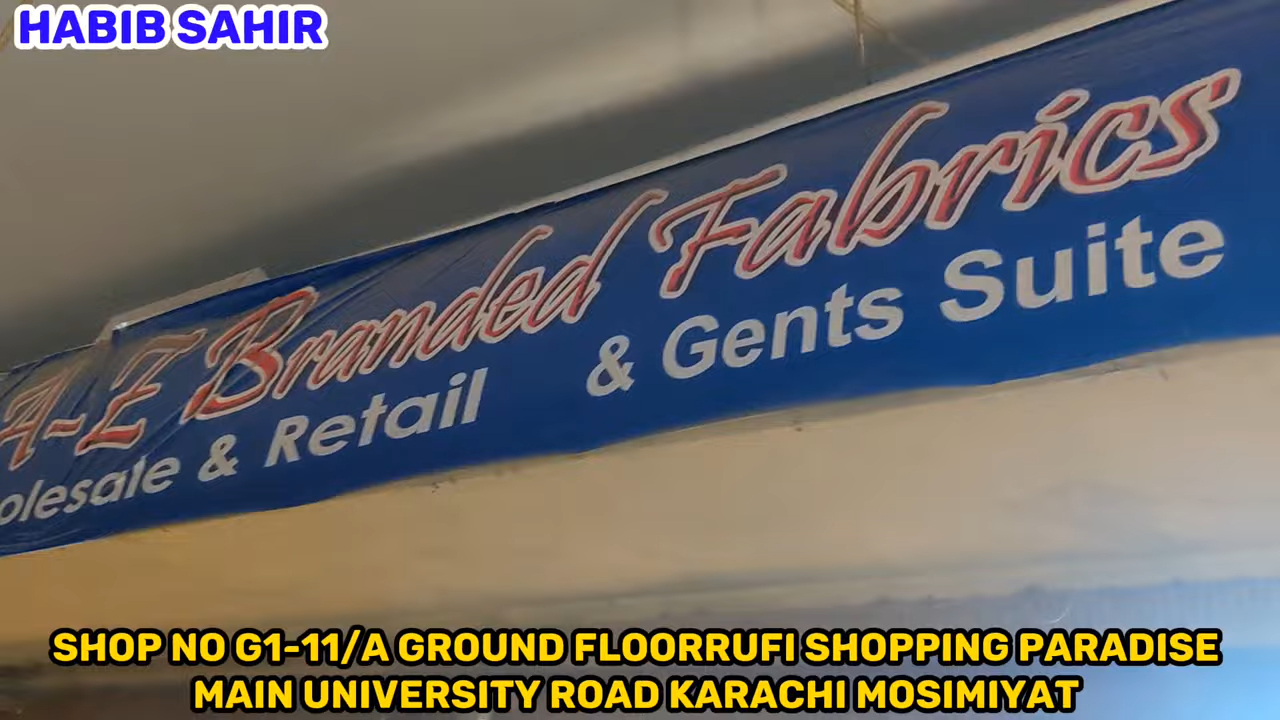 HABIB SAHIR
A-Z Branded Fabrics
olesale & Retail & Gents Suite
SHOP NO G1-11/A GROUND FLOORRUFI SHOPPING PARADISE
MAIN UNIVERSITY ROAD KARACHI MOSIMIYAT